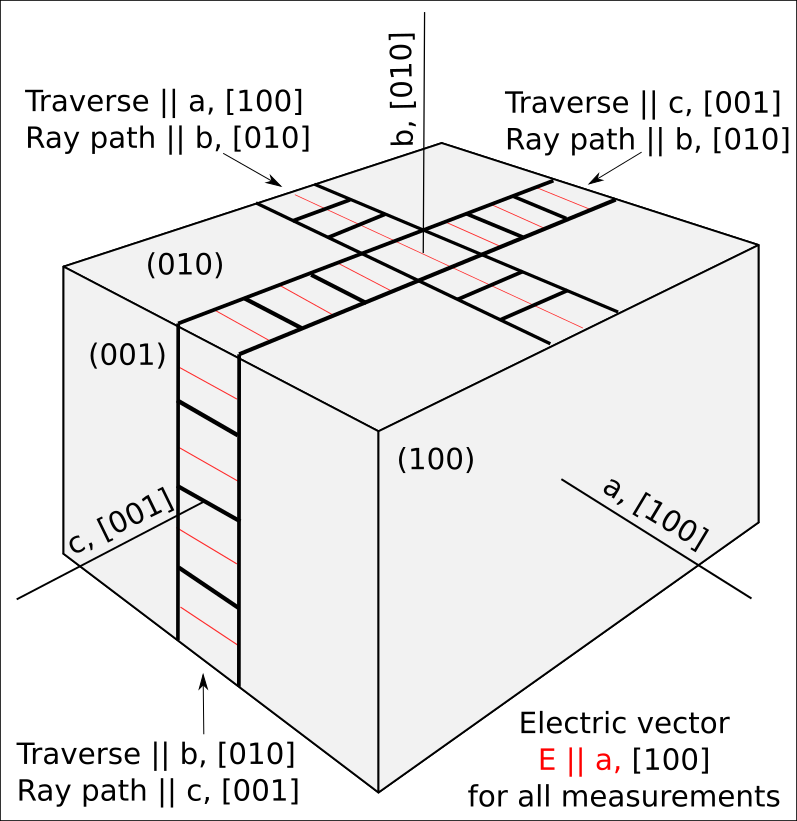 b, [010]
Traverse || a, [100]
Ray path || b, [010]
Traverse || c, [001]
Ray path || b, [010]
(010)
(001)
(100)
c, [001]
a, [100]
Traverse || b, [010]
Ray path || c, [001]
Electric vector
E || a, [100]
for all measurements